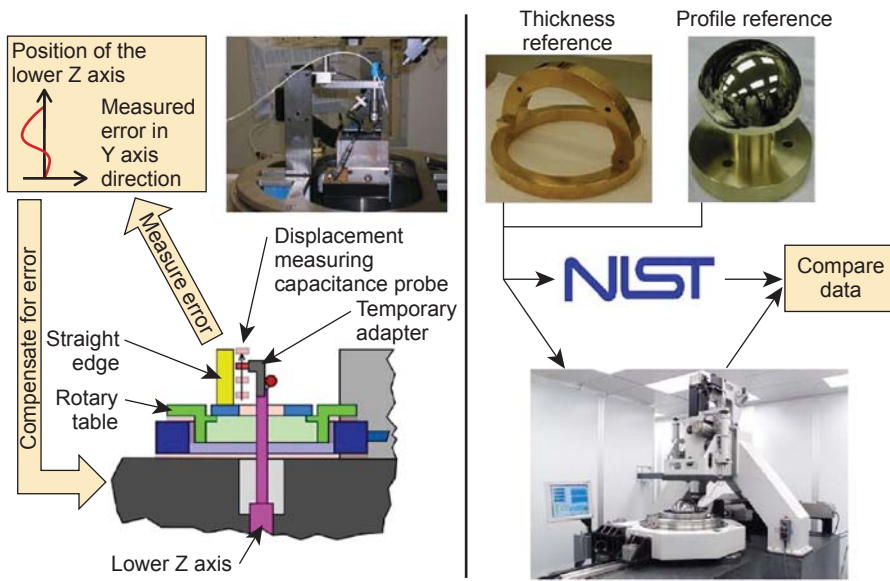 Position of the
lower Z axis
Measured
error in
Y axis
direction
Compensate for error
Measure error
Displacement
measuring
capacitance probe
Temporary
adapter
Straight
edge
Rotary
table
Lower Z axis
Thickness
reference
Profile
reference
NIST
Compare
data